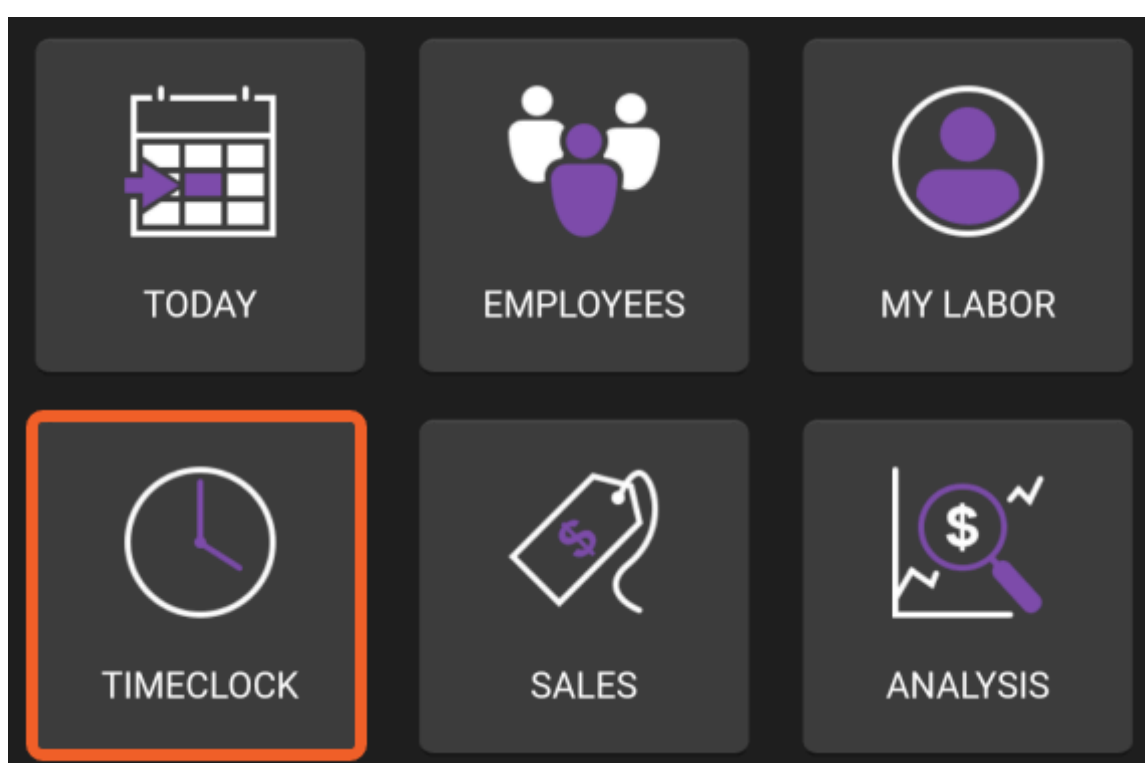 TODAY
EMPLOYEES
MY LABOR
TIMECLOCK
$
SALES
$
ANALYSIS